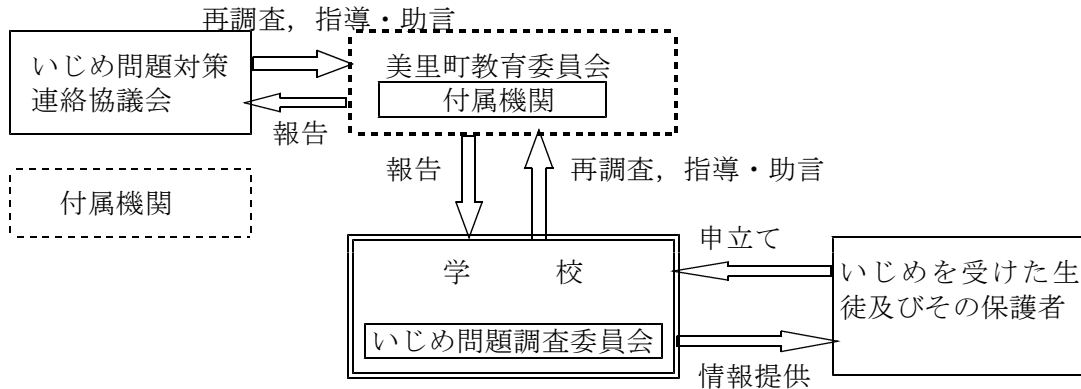 再調査，指導・助言
いじめ問題対策
連絡協議会
美里町教育委員会
付属機関
報告
報告
再調査，指導・助言
付属機関
申立て
学　　校
いじめを受けた生
徒及びその保護者
いじめ問題調査委員会
情報提供